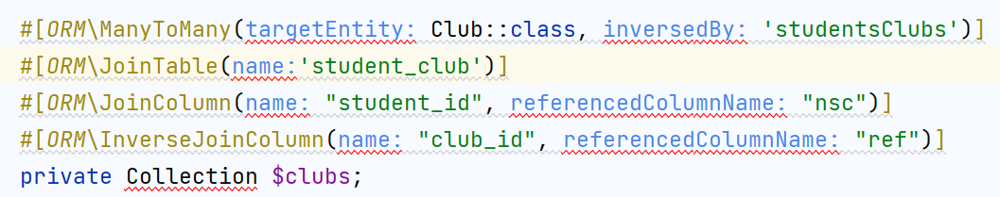 #[ORM\ManyToMany(targetEntity: Club::class, inversedBy: 'studentsClubs')]
#[ORM\JoinTable(name:'student_club')]
#[ORM\JoinColumn(name: "student_id", referencedColumnName: "nsc")]
#[ORM\InverseJoinColumn(name: "club_id", referencedColumnName: "ref")]
private Collection $clubs;